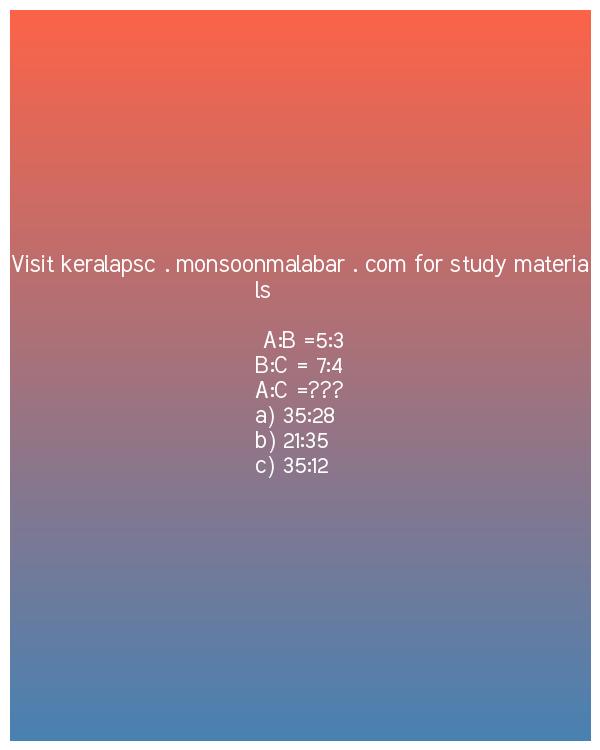 Visit keralapsc . monsoonmalabar . com for study materia
ls
A:B =5:3
B:C = 7:4
A:C =???
a) 35:28
b) 21:35
c) 35:12